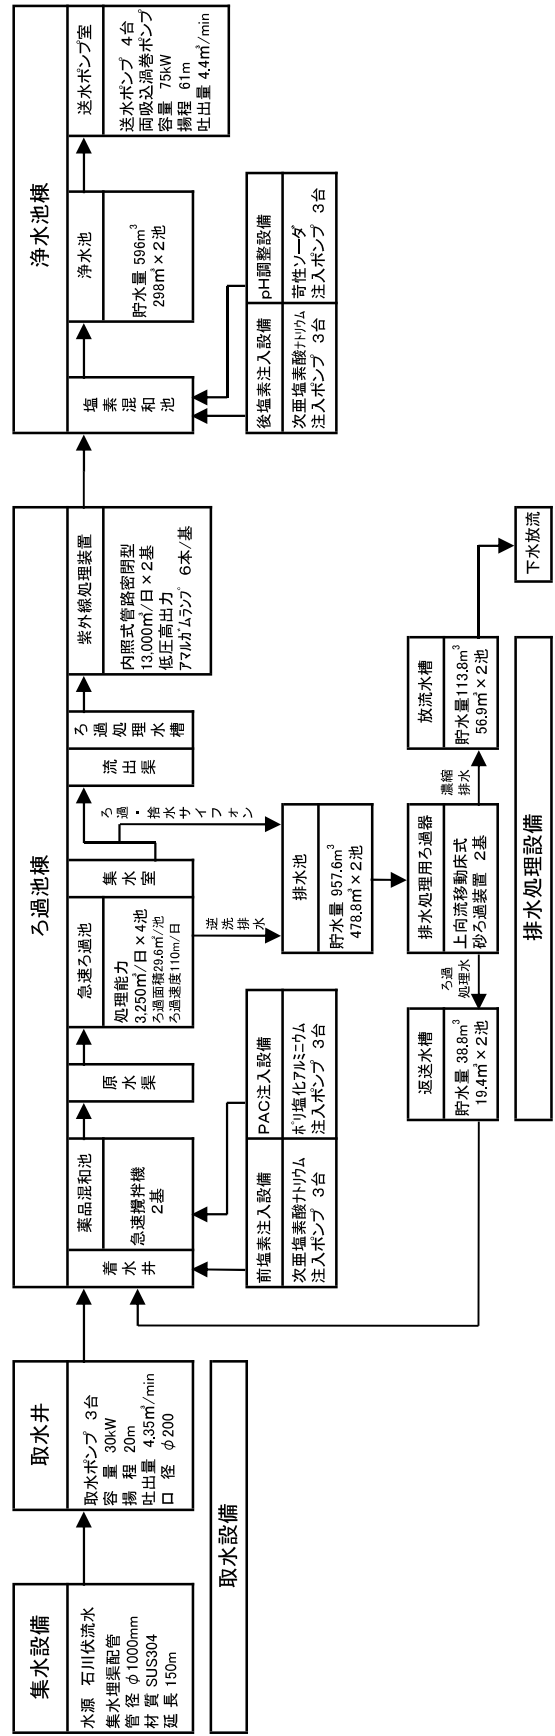 集水設備
水源 石川伏流水
集水埋渠配管
管 径 φ1000mm
材 質 SUS304
延 長 150m
取水井
取水ポンプ 3台
容 量 30kW
揚 程 20m
吐出量 4.35m³/min
口 径 φ200
取水設備
ろ過池棟
着水井
薬品混和池
急速攪拌機
2基
原水渠
急速ろ過池
処理能力
3,250m³/日×4池
ろ過面積29.6m²/池
ろ過速度110m/日
集水室
流出渠
ろ過処理水槽
紫外線処理装置
内照式管路密閉型
13,000m³/日×2基
低圧高出力
アマルガムランプ 6本/基
前塩素注入設備
次亜塩素酸ナトリウム
注入ポンプ 3台
PAC注入設備
ポリ塩化アルミニウム
注入ポンプ 3台
逆洗排水
ろ過・捨水サイフォン
排水池
貯水量 957.6m³
478.8m³×2池
浄水池棟
塩素混和池
浄水池
貯水量 596m³
298m³×2池
送水ポンプ室
送水ポンプ 4台
両吸込渦巻ポンプ
容量 75kW
揚程 61m
吐出量 4.4m³/min
後塩素注入設備
次亜塩素酸ナトリウム
注入ポンプ 3台
pH調整設備
苛性ソーダ
注入ポンプ 3台
返送水槽
貯水量 38.8m³
19.4m³×2池
ろ過
処理水
排水処理用ろ過器
上向流移動床式
砂ろ過装置 2基
濃縮
排水
放流水槽
貯水量113.8m³
56.9m³×2池
下水放流
排水処理設備